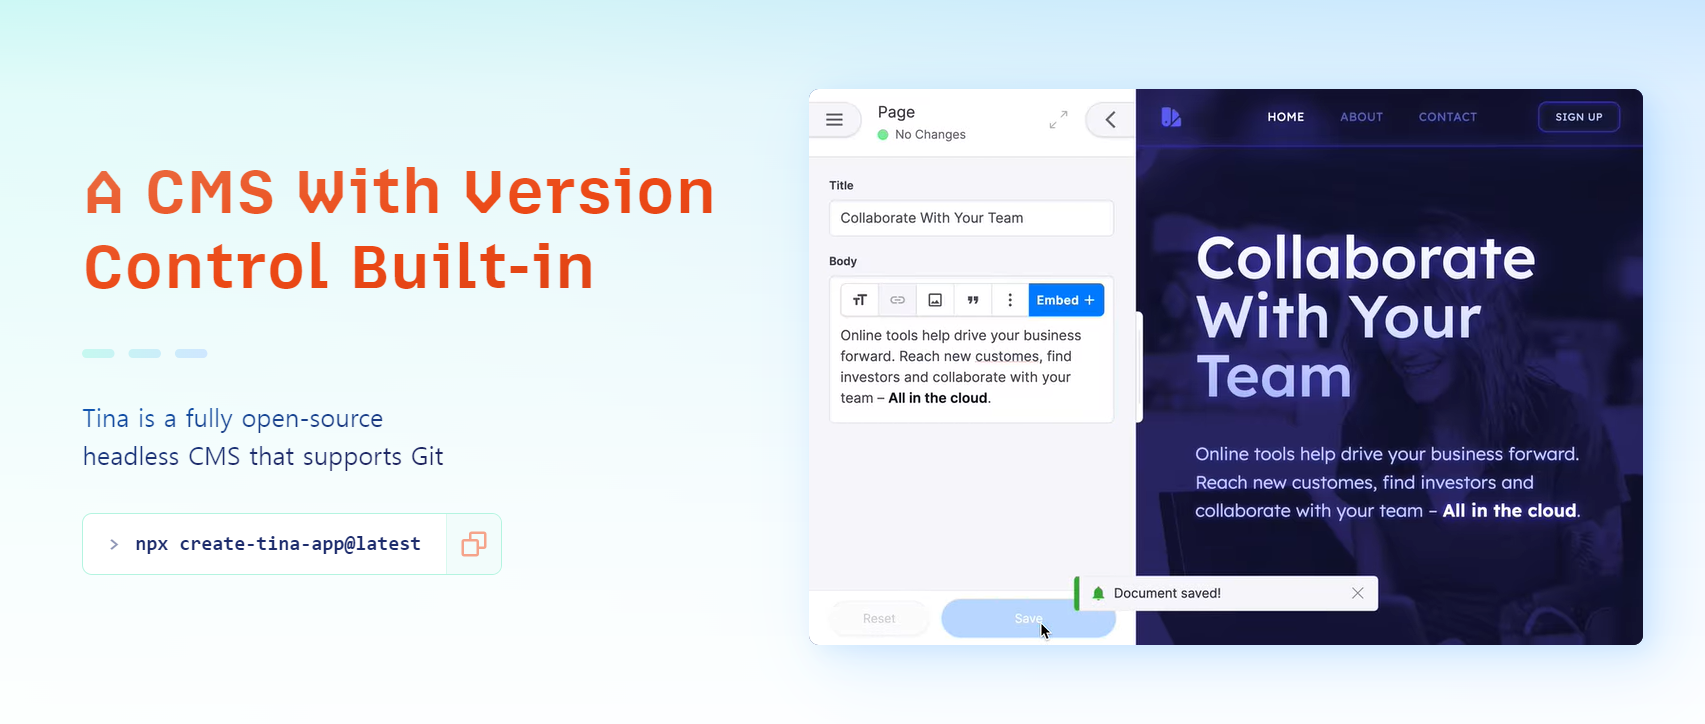 A CMS With Version
Control Built-in
Tina is a fully open-source
headless CMS that supports Git
> npx create-tina-app@latest
Page
No Changes
Title
Collaborate With Your Team
Body
Embed +
Online tools help drive your business
forward. Reach new customes, find
investors and collaborate with your
team – All in the cloud.
Reset
Save
HOME ABOUT CONTACT SIGN UP
Collaborate
With Your
Team
Online tools help drive your business forward.
Reach new customes, find investors and
collaborate with your team – All in the cloud.
Document saved!